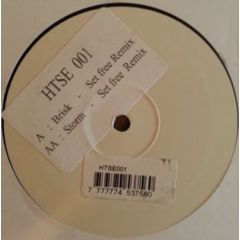 HTSE 001
A : Brisk - Set free Remix
AA : Storm - Set free Remix
HTSE001
7 777774 537560